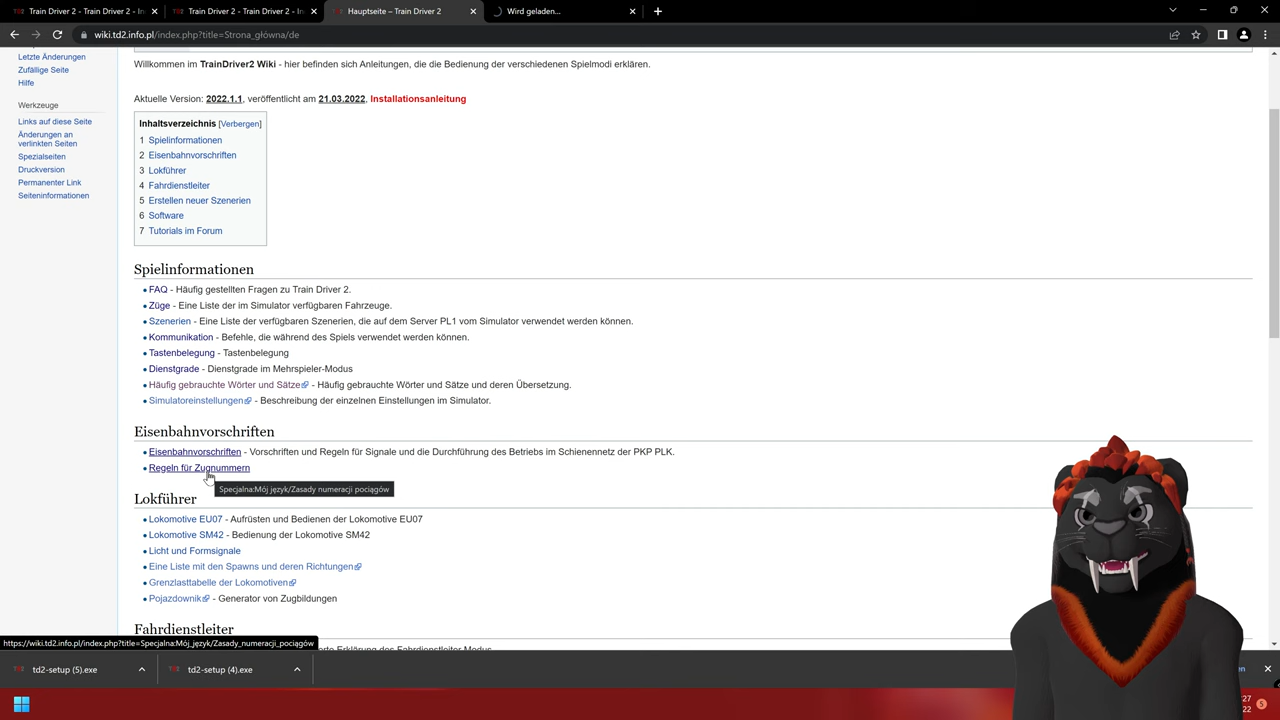 Train Driver 2 - Train Driver 2 - In
Train Driver 2 - Train Driver 2 - In
Hauptseite – Train Driver 2
Wird geladen...
wiki.td2.info.pl/index.php?title=Strona_główna/de
Letzte Änderungen
Zufällige Seite
Hilfe
Werkzeuge
Links auf diese Seite
Änderungen an
verlinkten Seiten
Spezialseiten
Druckversion
Permanenter Link
Seiteninformationen
Willkommen im TrainDriver2 Wiki - hier befinden sich Anleitungen, die die Bedienung der verschiedenen Spielmodi erklären.
Aktuelle Version: 2022.1.1, veröffentlicht am 21.03.2022, Installationsanleitung
Inhaltsverzeichnis [Verbergen]
1 Spielinformationen
2 Eisenbahnvorschriften
3 Lokführer
4 Fahrdienstleiter
5 Erstellen neuer Szenerien
6 Software
7 Tutorials im Forum
Spielinformationen
FAQ - Häufig gestellten Fragen zu Train Driver 2.
Züge - Eine Liste der im Simulator verfügbaren Fahrzeuge.
Szenerien - Eine Liste der verfügbaren Szenerien, die auf dem Server PL1 vom Simulator verwendet werden können.
Kommunikation - Befehle, die während des Spiels verwendet werden können.
Tastenbelegung - Tastenbelegung
Dienstgrade - Dienstgrade im Mehrspieler-Modus
Häufig gebrauchte Wörter und Sätze - Häufig gebrauchte Wörter und Sätze und deren Übersetzung.
Simulatoreinstellungen - Beschreibung der einzelnen Einstellungen im Simulator.
Eisenbahnvorschriften
Eisenbahnvorschriften - Vorschriften und Regeln für Signale und die Durchführung des Betriebs im Schienennetz der PKP PLK.
Regeln für Zugnummern
Specjalna:Mój język/Zasady numeracji pociągów
Lokführer
Lokomotive EU07 - Aufrüsten und Bedienen der Lokomotive EU07
Lokomotive SM42 - Bedienung der Lokomotive SM42
Licht und Formsignale
Eine Liste mit den Spawns und deren Richtungen
Grenzlasttabelle der Lokomotiven
Pojazdownik - Generator von Zugbildungen
Fahrdienstleiter
https://wiki.td2.info.pl/index.php?title=Specjalna:Mój_język/Zasady_numeracji_pociągów
Erklärung des Fahrdienstleiter Modus
td2-setup (5).exe
td2-setup (4).exe
5